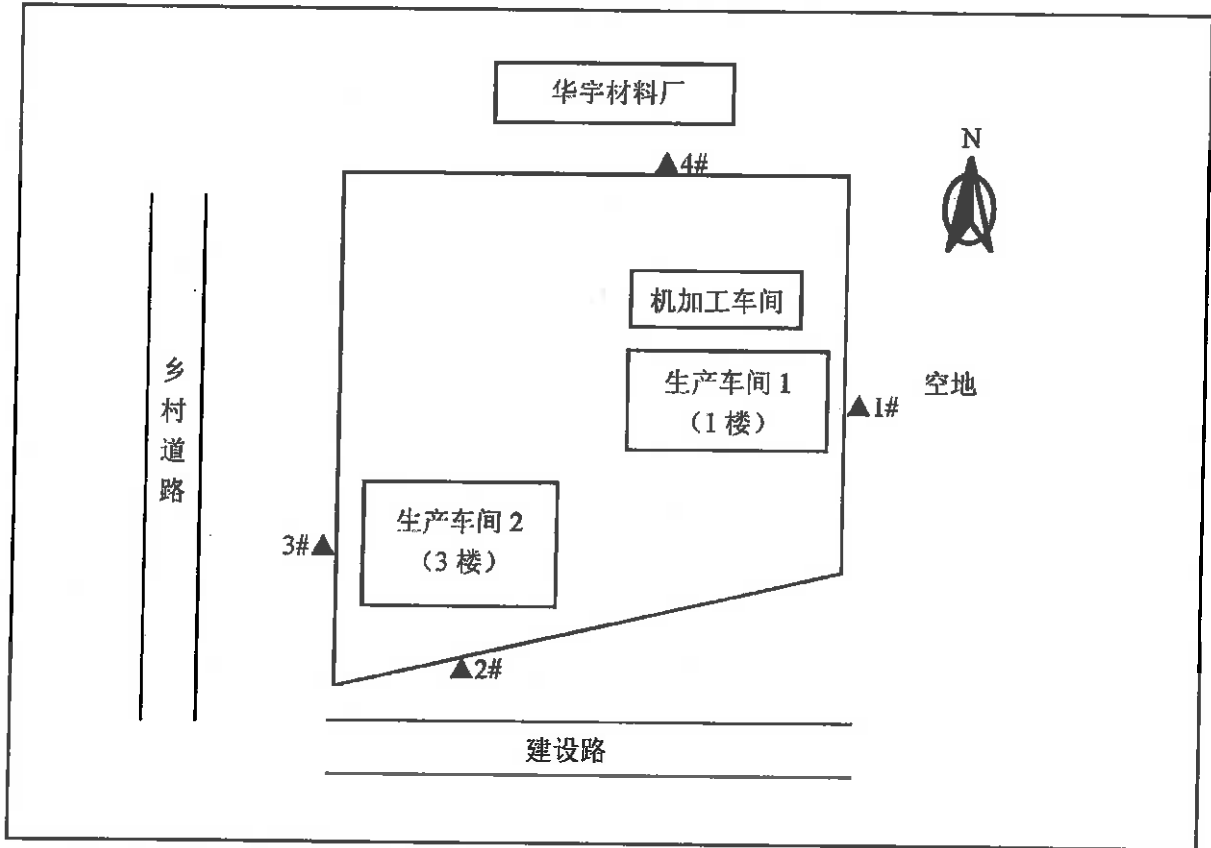 华宇材料厂
▲4#
N
机加工车间
生产车间 1
（1 楼）
▲1#
空地
乡村道路
生产车间 2
（3 楼）
3#▲
▲2#
建设路